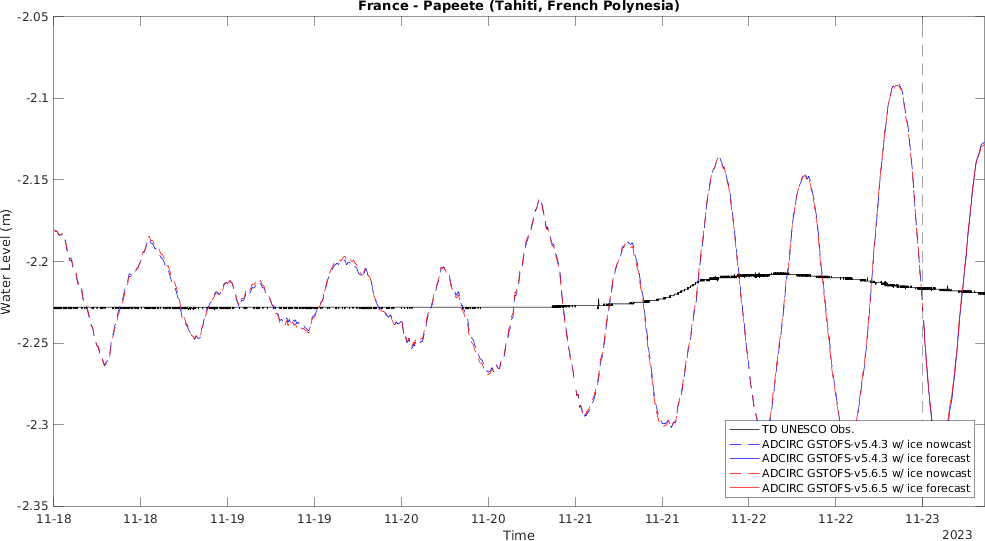 France - Papeete (Tahiti, French Polynesia)
-2.05
-2.1
-2.15
-2.2
-2.25
-2.3
-2.35
Water Level (m)
TD UNESCO Obs.
ADCIRC GSTOFS-v5.4.3 w/ ice nowcast
ADCIRC GSTOFS-v5.4.3 w/ ice forecast
ADCIRC GSTOFS-v5.6.5 w/ ice nowcast
ADCIRC GSTOFS-v5.6.5 w/ ice forecast
11-18 11-18 11-19 11-19 11-20 11-20 11-21 11-21 11-22 11-22 11-23
Time
2023